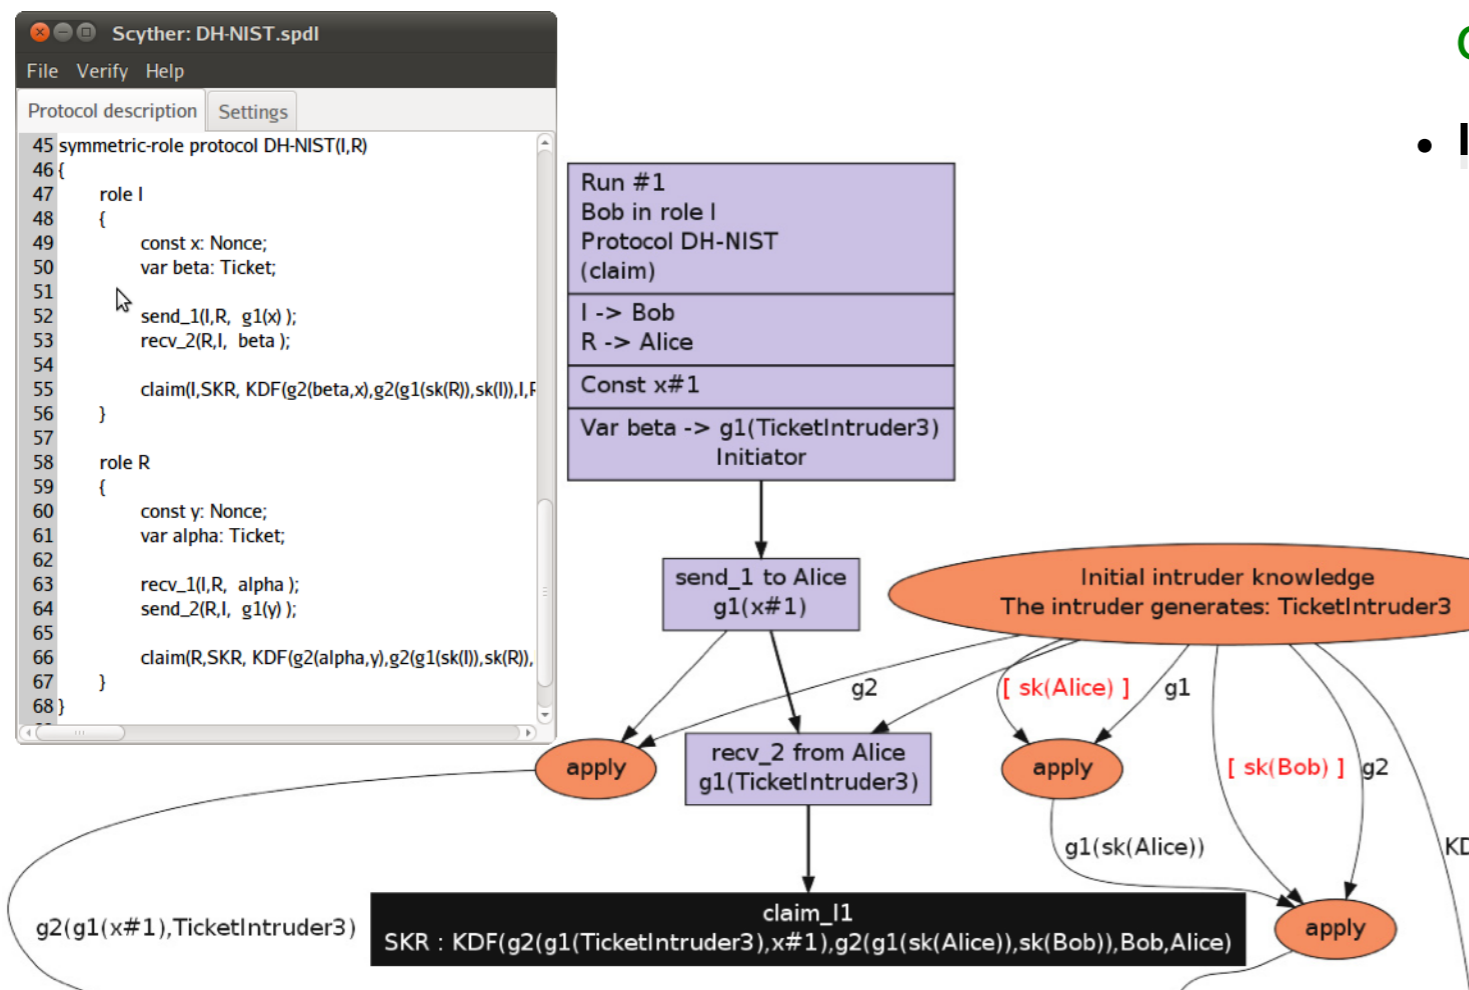 Scyther: DH-NIST.spdl
File Verify Help
Protocol description Settings
45 symmetric-role protocol DH-NIST(I,R)
46 {
47 role I
48 {
49 const x: Nonce;
50 var beta: Ticket;
51
52 send_1(I,R, g1(x) );
53 recv_2(R,I, beta );
54
55 claim(I,SKR, KDF(g2(beta,x),g2(g1(sk(R)),sk(I)),I,
56 }
57
58 role R
59 {
60 const y: Nonce;
61 var alpha: Ticket;
62
63 recv_1(I,R, alpha );
64 send_2(R,I, g1(y) );
65
66 claim(R,SKR, KDF(g2(alpha,y),g2(g1(sk(I)),sk(R)),
67 }
68 }
Run #1
Bob in role I
Protocol DH-NIST
(claim)
I -> Bob
R -> Alice
Const x#1
Var beta -> g1(TicketIntruder3)
Initiator
send_1 to Alice
g1(x#1)
Initial intruder knowledge
The intruder generates: TicketIntruder3
g2
[ sk(Alice) ]
g1
apply
recv_2 from Alice
g1(TicketIntruder3)
apply
[ sk(Bob) ]
g2
g1(sk(Alice))
KD
g2(g1(x#1),TicketIntruder3)
claim_I1
SKR : KDF(g2(g1(TicketIntruder3),x#1),g2(g1(sk(Alice)),sk(Bob)),Bob,Alice)
apply